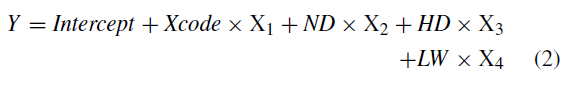 Y = Intercept + Xcode × X₁ + ND × X₂ + HD × X₃
+LW × X₄ (2)